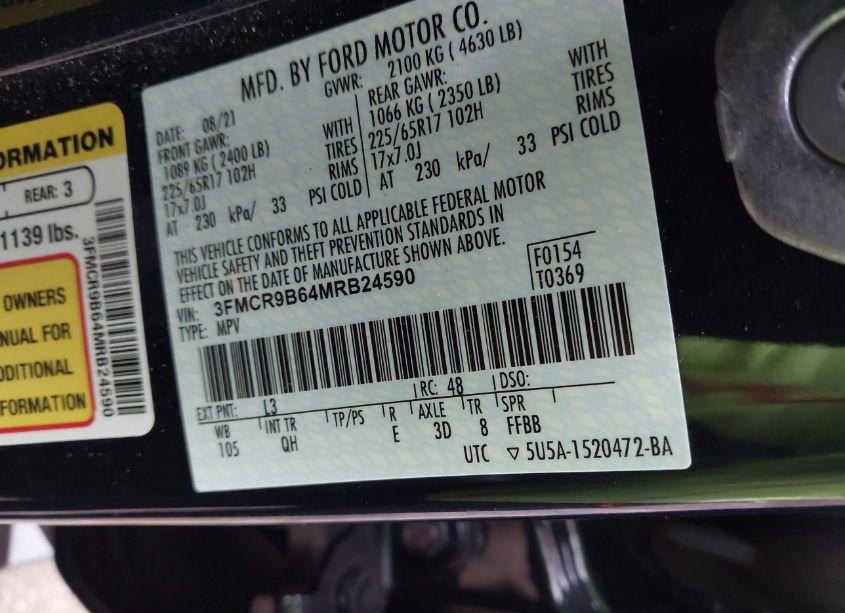 ORMATION
REAR: 3
1139 lbs.
OWNERS
NUAL FOR
DDITIONAL
FORMATION
3FMCR9B64MRB24590
MFD. BY FORD MOTOR CO.
DATE: 08/21
GVWR: 2100 KG ( 4630 LB)
FRONT GAWR:
1089 KG ( 2400 LB) WITH
225/65R17 102H TIRES
17x7.0J RIMS
AT 230 kPa/ 33 PSI COLD
REAR GAWR:
1066 KG ( 2350 LB) WITH
225/65R17 102H TIRES
17x7.0J RIMS
AT 230 kPa/ 33 PSI COLD
THIS VEHICLE CONFORMS TO ALL APPLICABLE FEDERAL MOTOR
VEHICLE SAFETY AND THEFT PREVENTION STANDARDS IN
EFFECT ON THE DATE OF MANUFACTURE SHOWN ABOVE.
VIN: 3FMCR9B64MRB24590
TYPE: MPV
F0154
T0369
EXT PNT: L3 RC: 48 DSO:
WB INT TR TP/PS R AXLE TR SPR
105 QH E 3D 8 FFBB
UTC ▽ 5U5A-1520472-BA